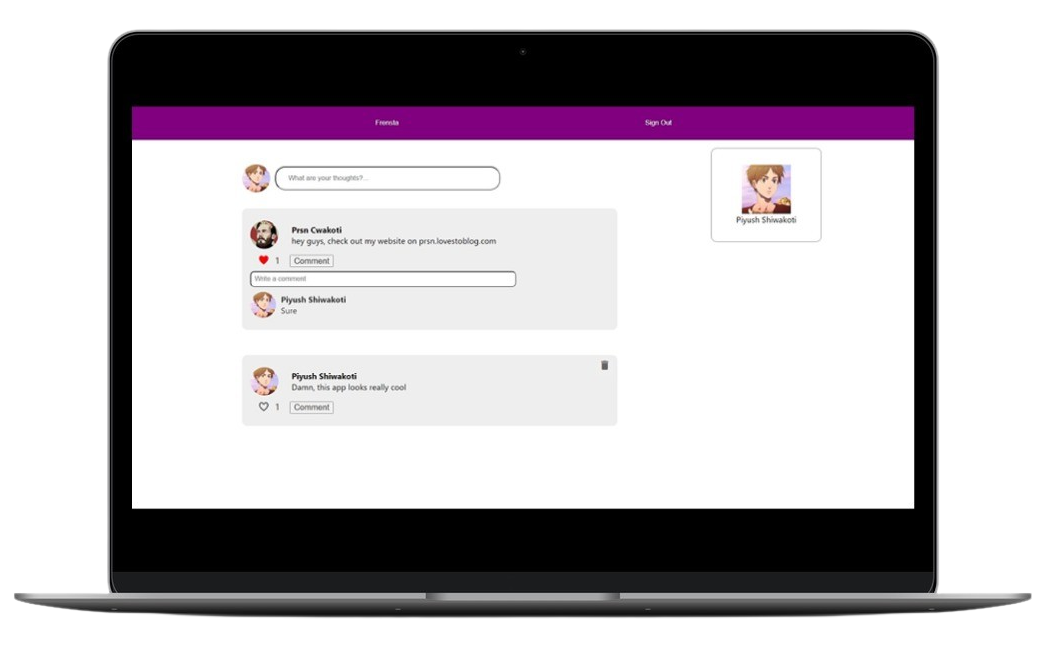 Frensta
Sign Out
What are your thoughts?...
Piyush Shiwakoti
Prsn Cwakoti
hey guys, check out my website on prsn.lovestoblog.com
1
Comment
Write a comment
Piyush Shiwakoti
Sure
Piyush Shiwakoti
Damn, this app looks really cool
1
Comment